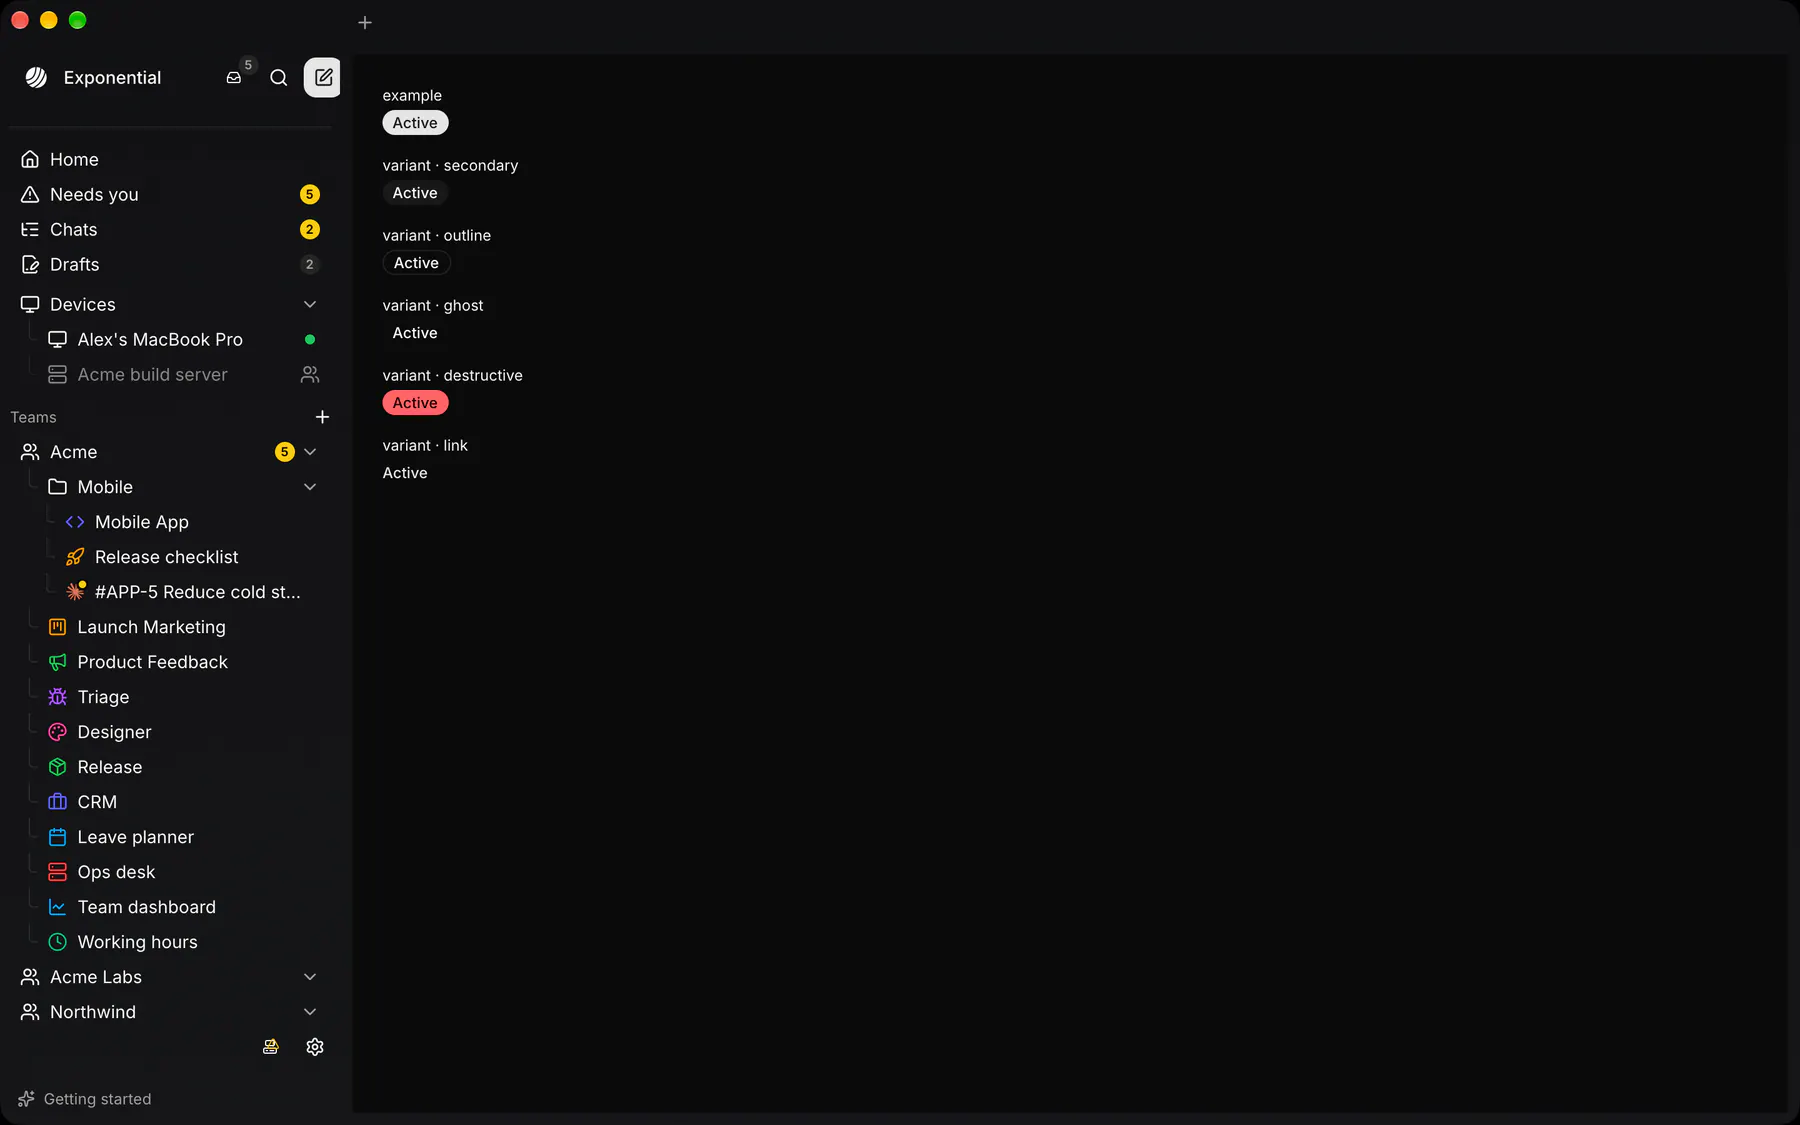 Exponential
5
Home
Needs you
5
Chats
2
Drafts
2
Devices
Alex's MacBook Pro
Acme build server
Teams
Acme
5
Mobile
Mobile App
Release checklist
#APP-5 Reduce cold st...
Launch Marketing
Product Feedback
Triage
Designer
Release
CRM
Leave planner
Ops desk
Team dashboard
Working hours
Acme Labs
Northwind
Getting started
example
Active
variant · secondary
Active
variant · outline
Active
variant · ghost
Active
variant · destructive
Active
variant · link
Active